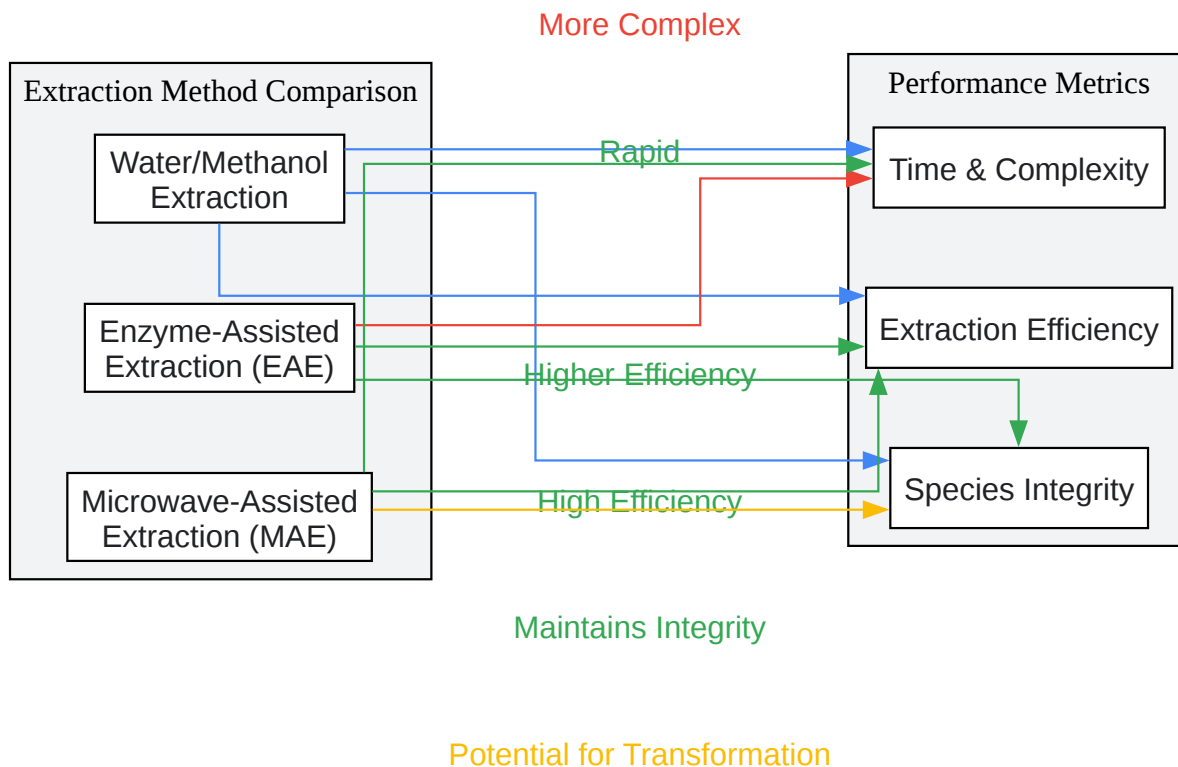 More Complex
Extraction Method Comparison
Performance Metrics
Water/Methanol
Extraction
Rapid
Time & Complexity
Enzyme-Assisted
Extraction (EAE)
Extraction Efficiency
Higher Efficiency
Microwave-Assisted
Extraction (MAE)
High Efficiency
Species Integrity
Maintains Integrity
Potential for Transformation